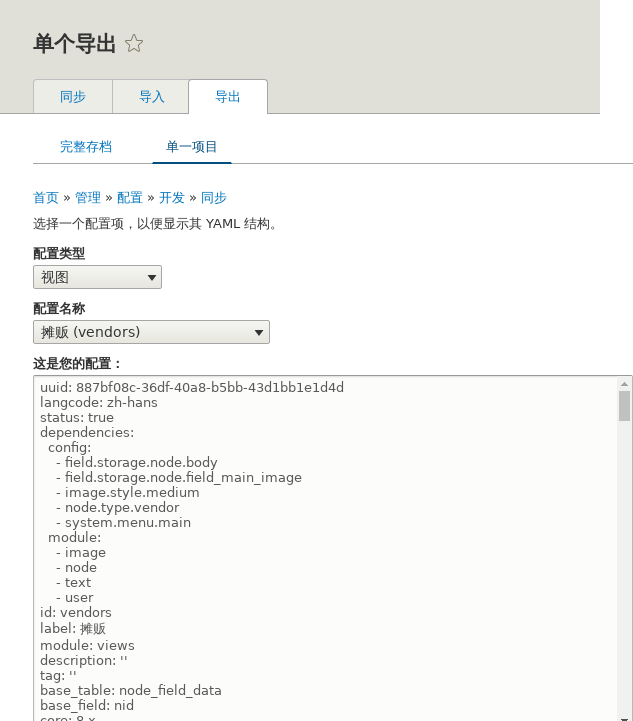 单个导出
同步 导入 导出
完整存档 单一项目
首页 » 管理 » 配置 » 开发 » 同步
选择一个配置项，以便显示其 YAML 结构。
配置类型
视图
配置名称
摊贩 (vendors)
这是您的配置：
uuid: 887bf08c-36df-40a8-b5bb-43d1bb1e1d4d
langcode: zh-hans
status: true
dependencies:
config:
- field.storage.node.body
- field.storage.node.field_main_image
- image.style.medium
- node.type.vendor
- system.menu.main
module:
- image
- node
- text
- user
id: vendors
label: 摊贩
module: views
description: ''
tag: ''
base_table: node_field_data
base_field: nid
core: 8.x